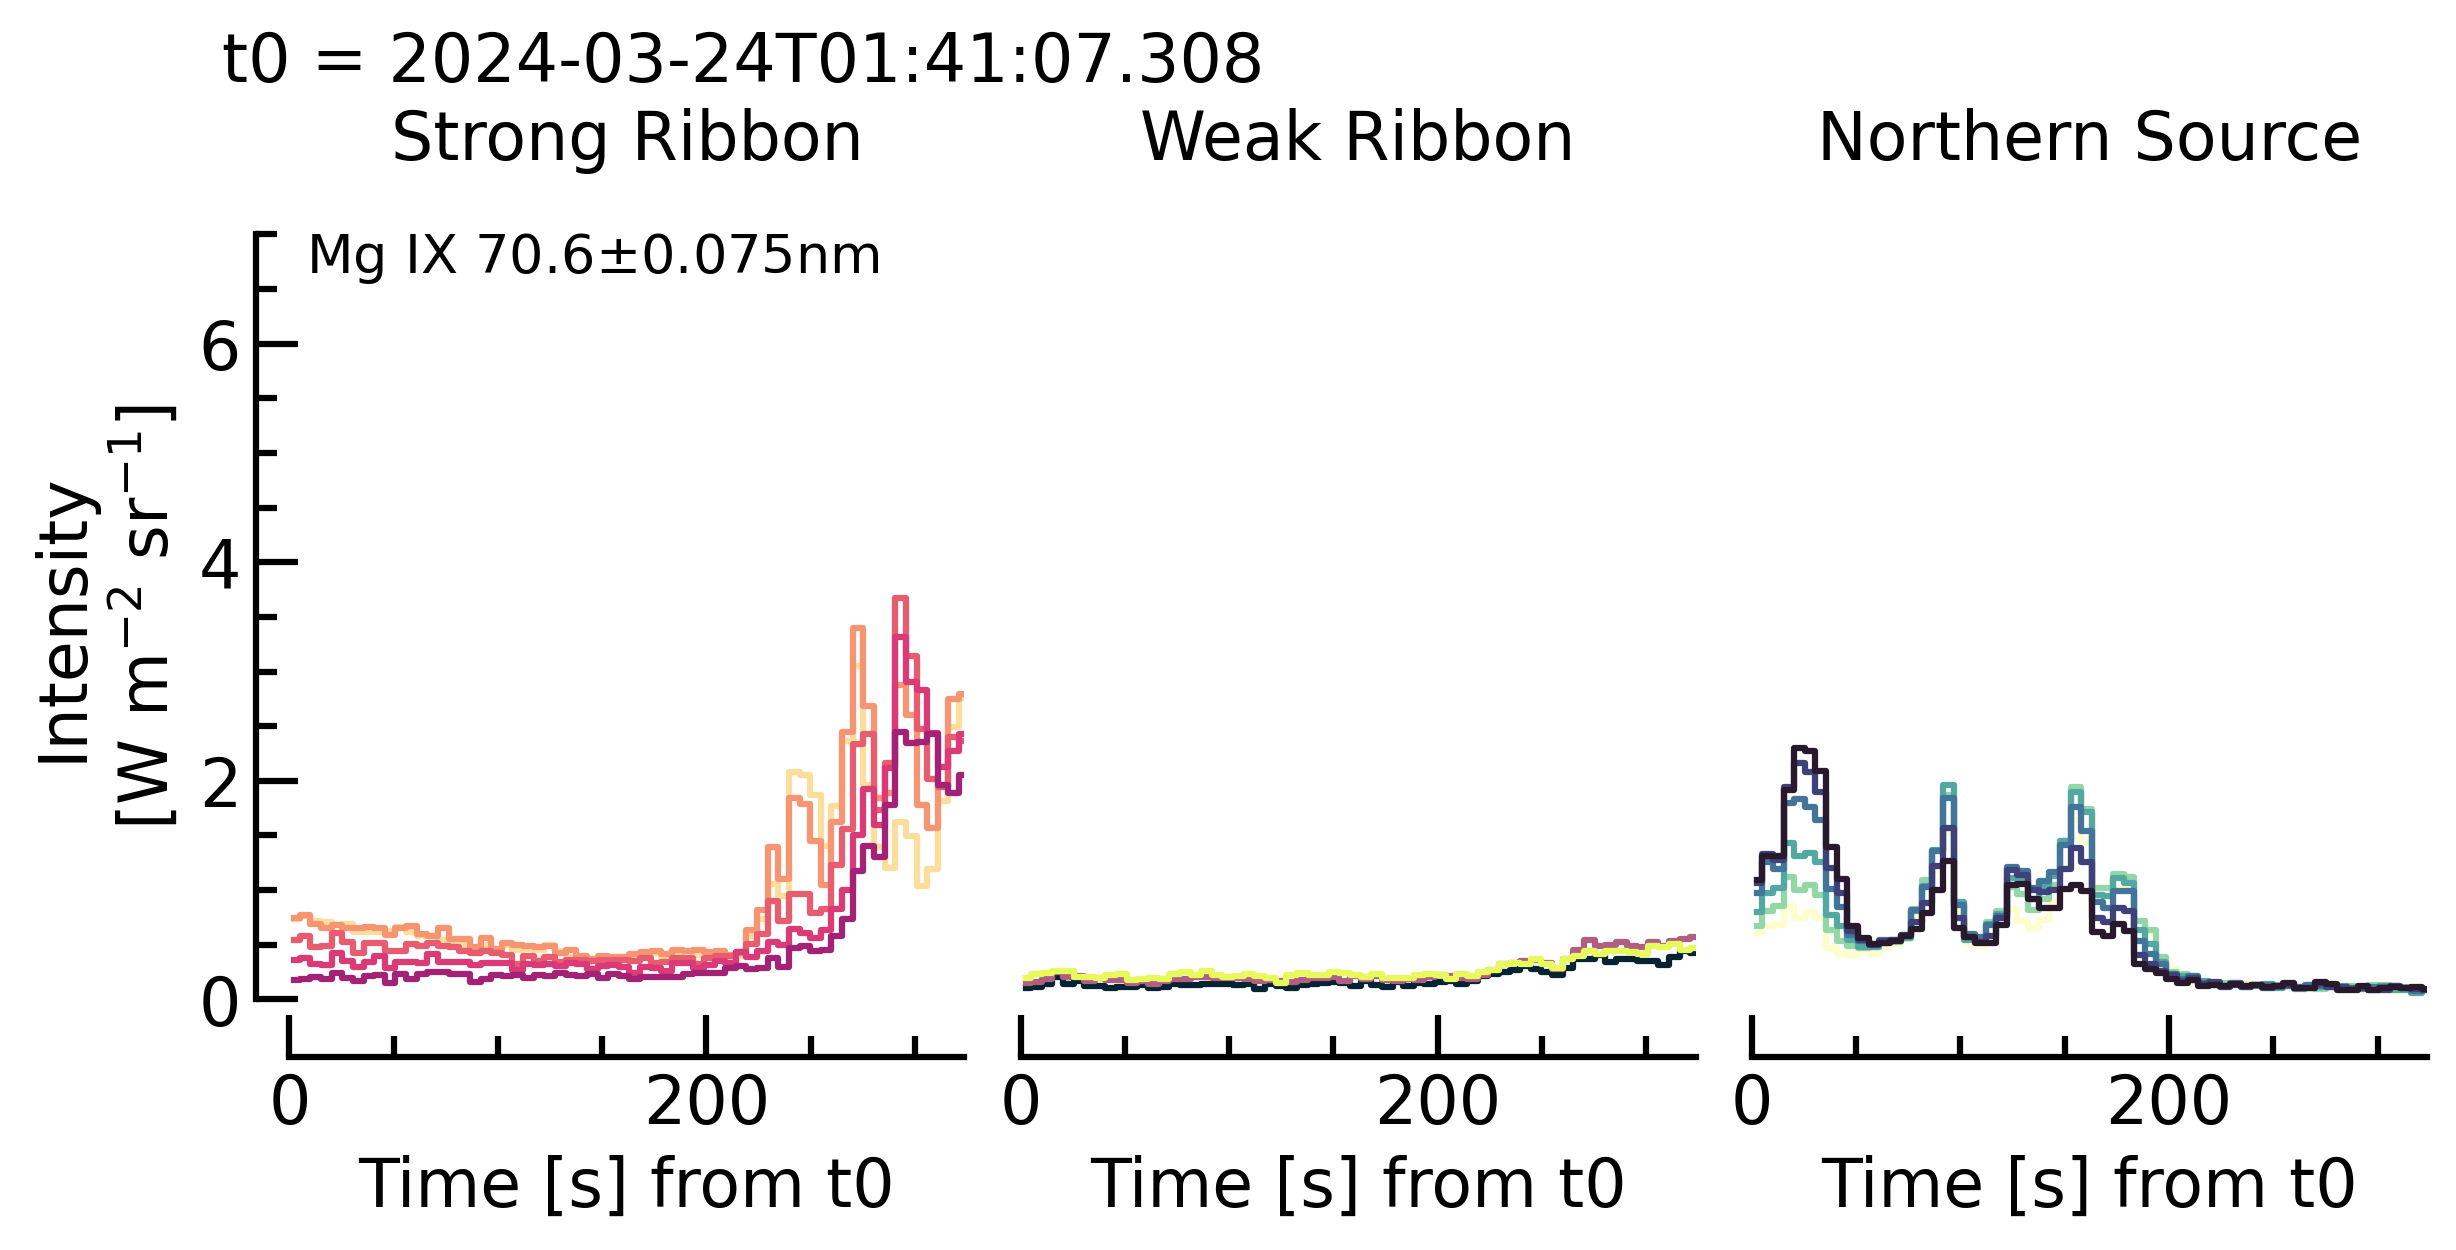 t0 = 2024-03-24T01:41:07.308
Strong Ribbon
Weak Ribbon
Northern Source
Mg IX 70.6±0.075nm
Intensity
[W m⁻² sr⁻¹]
6
4
2
0
0 200
0 200
0 200
Time [s] from t0
Time [s] from t0
Time [s] from t0